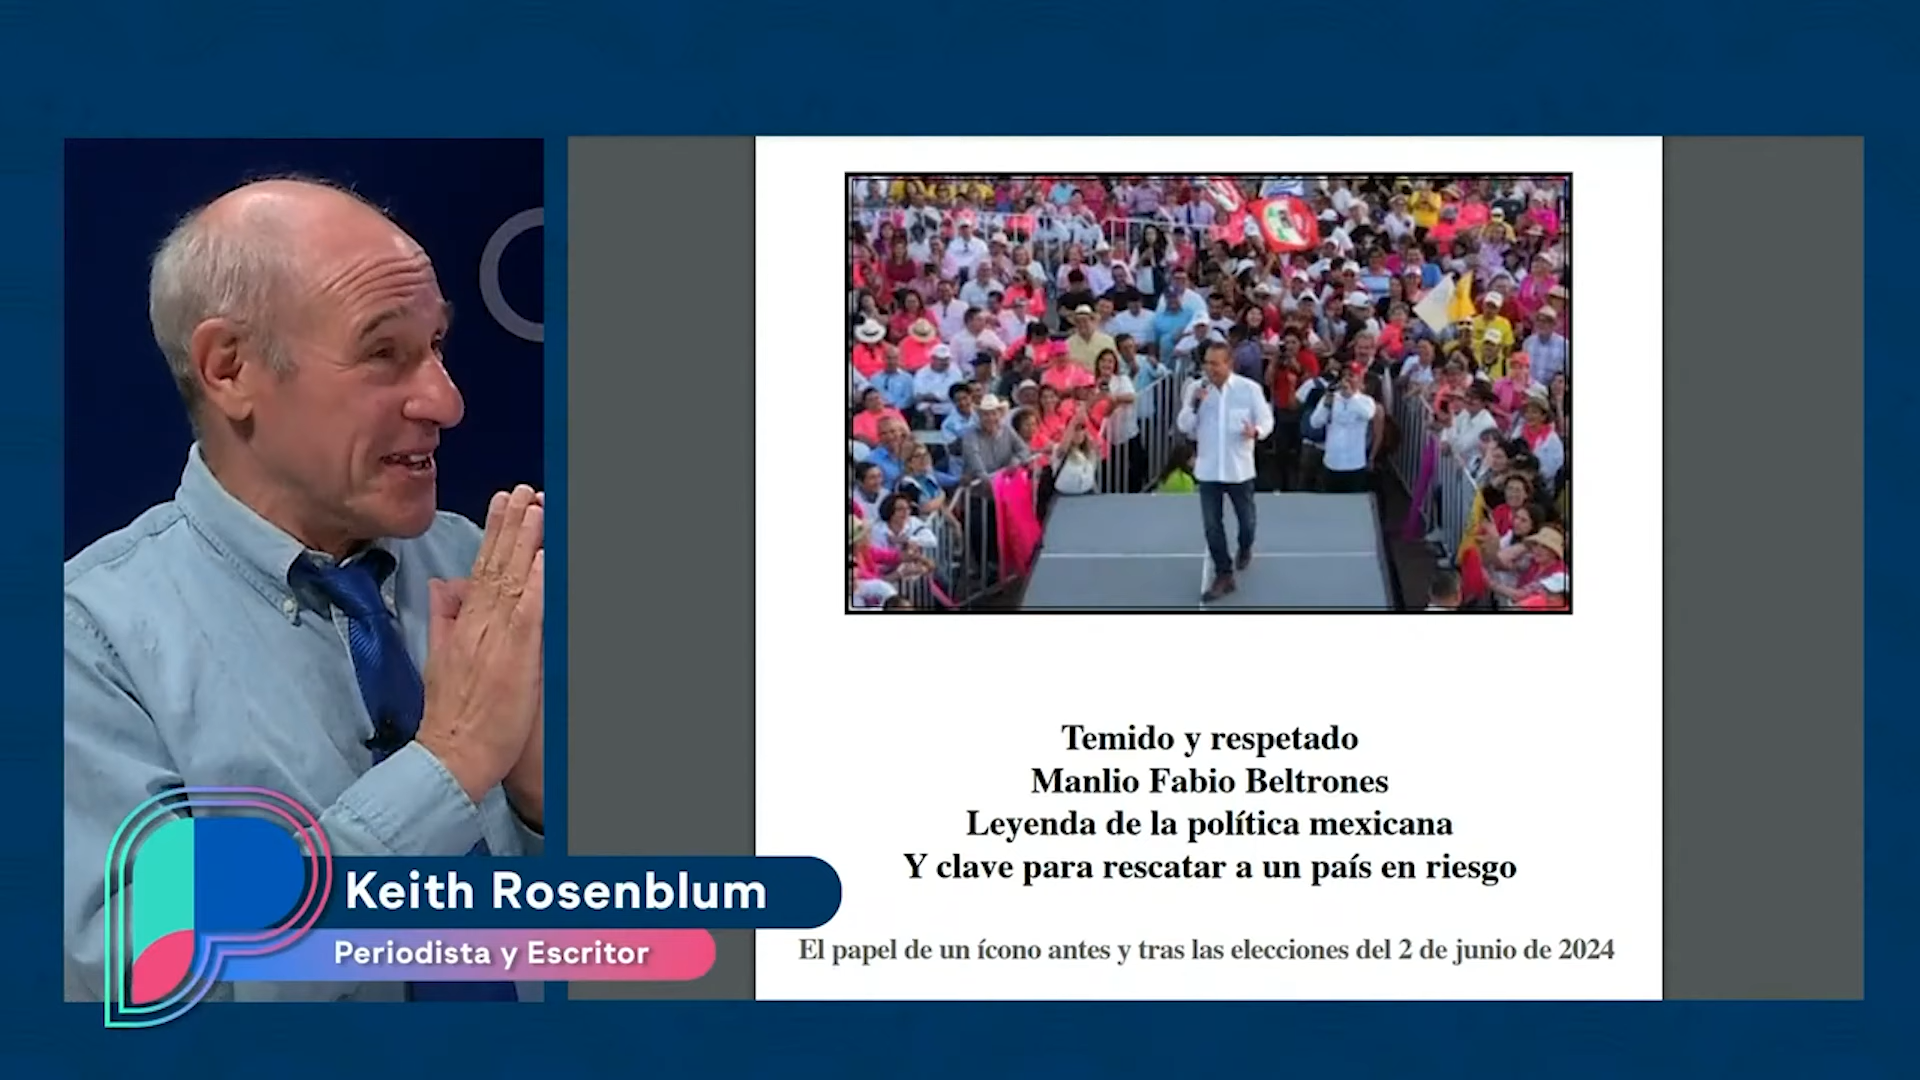 Temido y respetado
Manlio Fabio Beltrones
Leyenda de la política mexicana
Y clave para rescatar a un país en riesgo
El papel de un ícono antes y tras las elecciones del 2 de junio de 2024
Keith Rosenblum
Periodista y Escritor